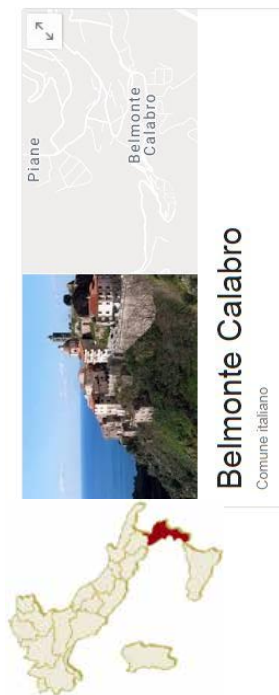 Piane
Belmonte
Calabro
Belmonte Calabro
Comune italiano